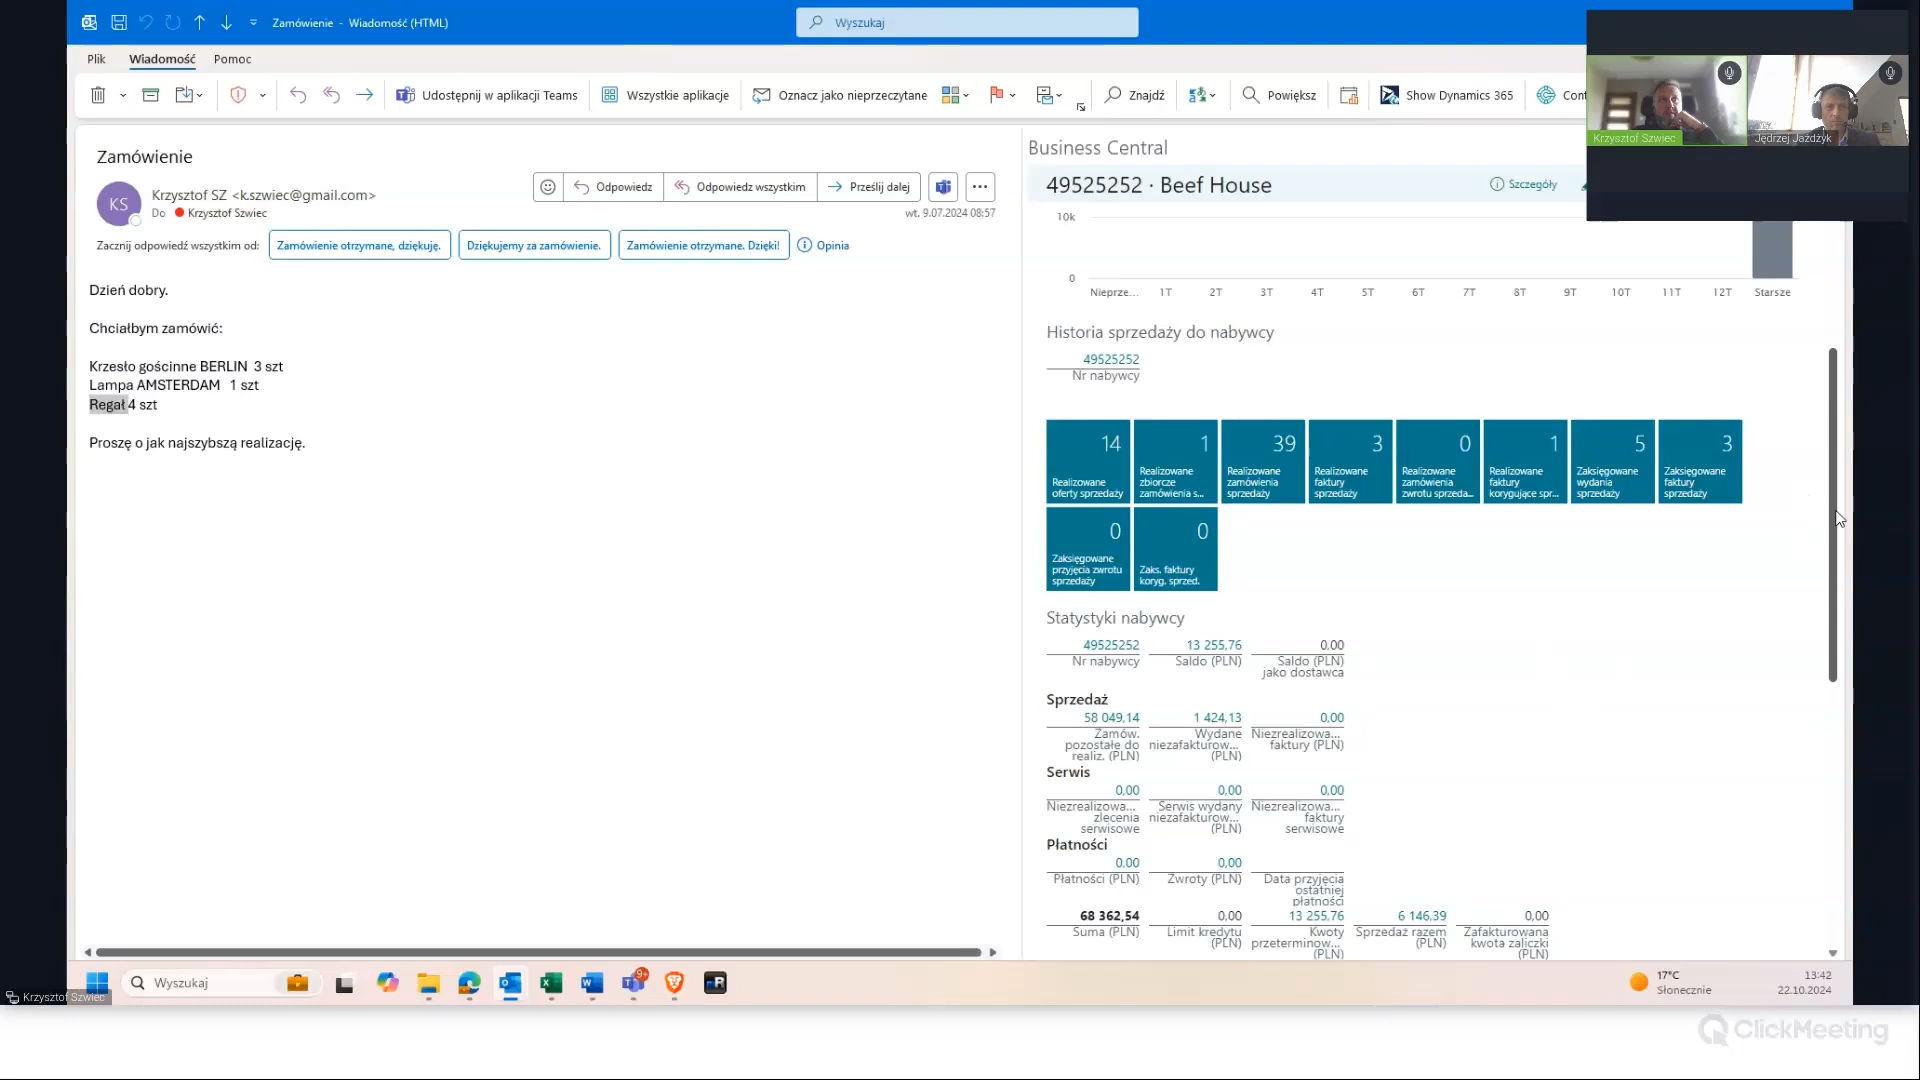 Zamówienie - Wiadomość (HTML)
Wyszukaj
Plik Wiadomość Pomoc
Udostępnij w aplikacji Teams
Wszystkie aplikacje
Oznacz jako nieprzeczytane
Znajdź
Powiększ
Show Dynamics 365
Cont
Krzysztof Szwiec
Jędrzej Jażdżyk
Zamówienie
KS
Krzysztof SZ <k.szwiec@gmail.com>
Do Krzysztof Szwiec
Odpowiedz
Odpowiedz wszystkim
Prześlij dalej
wt. 9.07.2024 08:57
Zacznij odpowiedź wszystkim od:
Zamówienie otrzymane, dziękuję.
Dziękujemy za zamówienie.
Zamówienie otrzymane. Dzięki!
Opinia
Dzień dobry.
Chciałbym zamówić:
Krzesło gościnne BERLIN 3 szt
Lampa AMSTERDAM 1 szt
Regał 4 szt
Proszę o jak najszybszą realizację.
Business Central
49525252 · Beef House
Szczegóły
10k
0
Nieprze... 1T 2T 3T 4T 5T 6T 7T 8T 9T 10T 11T 12T Starsze
Historia sprzedaży do nabywcy
49525252
Nr nabywcy
14
Realizowane
oferty sprzedaży
1
Realizowane
zbiorcze
zamówienia s...
39
Realizowane
zamówienia
sprzedaży
3
Realizowane
faktury
sprzedaży
0
Realizowane
zamówienia
zwrotu sprzeda...
1
Realizowane
faktury
korygujące spr...
5
Zaksięgowane
wydania
sprzedaży
3
Zaksięgowane
faktury
sprzedaży
0
Zaksięgowane
przyjęcia zwrotu
sprzedaży
0
Zaks. faktury
koryg. sprzed.
Statystyki nabywcy
49525252 13 255,76 0,00
Nr nabywcy Saldo (PLN) Saldo (PLN)
jako dostawca
Sprzedaż
58 049,14 1 424,13 0,00
Zamów. Wydane Niezrealizowa...
pozostałe do niezafakturow... faktury (PLN)
realiz. (PLN) (PLN)
Serwis
0,00 0,00 0,00
Niezrealizowa... Serwis wydany Niezrealizowa...
zlecenia niezafakturow... faktury
serwisowe (PLN) serwisowe
Płatności
0,00 0,00
Płatności (PLN) Zwroty (PLN) Data przyjęcia
ostatniej
płatności
68 362,54 0,00 13 255,76 6 146,39 0,00
Suma (PLN) Limit kredytu Kwoty Sprzedaż razem Zafakturowana
(PLN) przeterminow... (PLN) kwota zaliczki
(PLN) (PLN)
Wyszukaj
9+
17°C
Słonecznie
13:42
22.10.2024
Krzysztof Szwiec
ClickMeeting